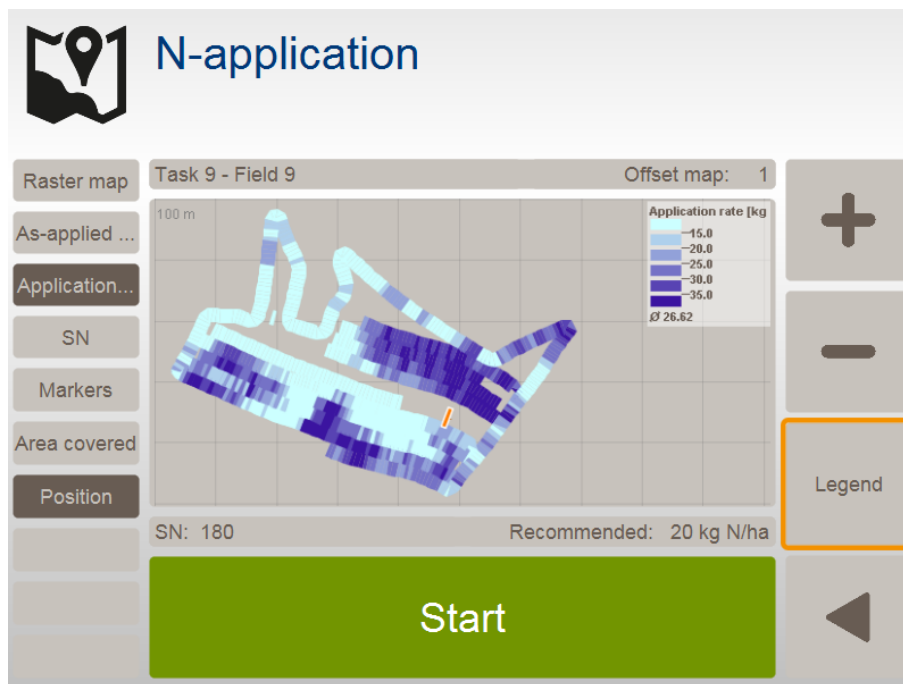 N-application
Raster map
As-applied ...
Application...
SN
Markers
Area covered
Position
Task 9 - Field 9
Offset map: 1
100 m
Application rate [kg
15.0
20.0
25.0
30.0
35.0
Ø 26.62
SN: 180
Recommended: 20 kg N/ha
Start
Legend